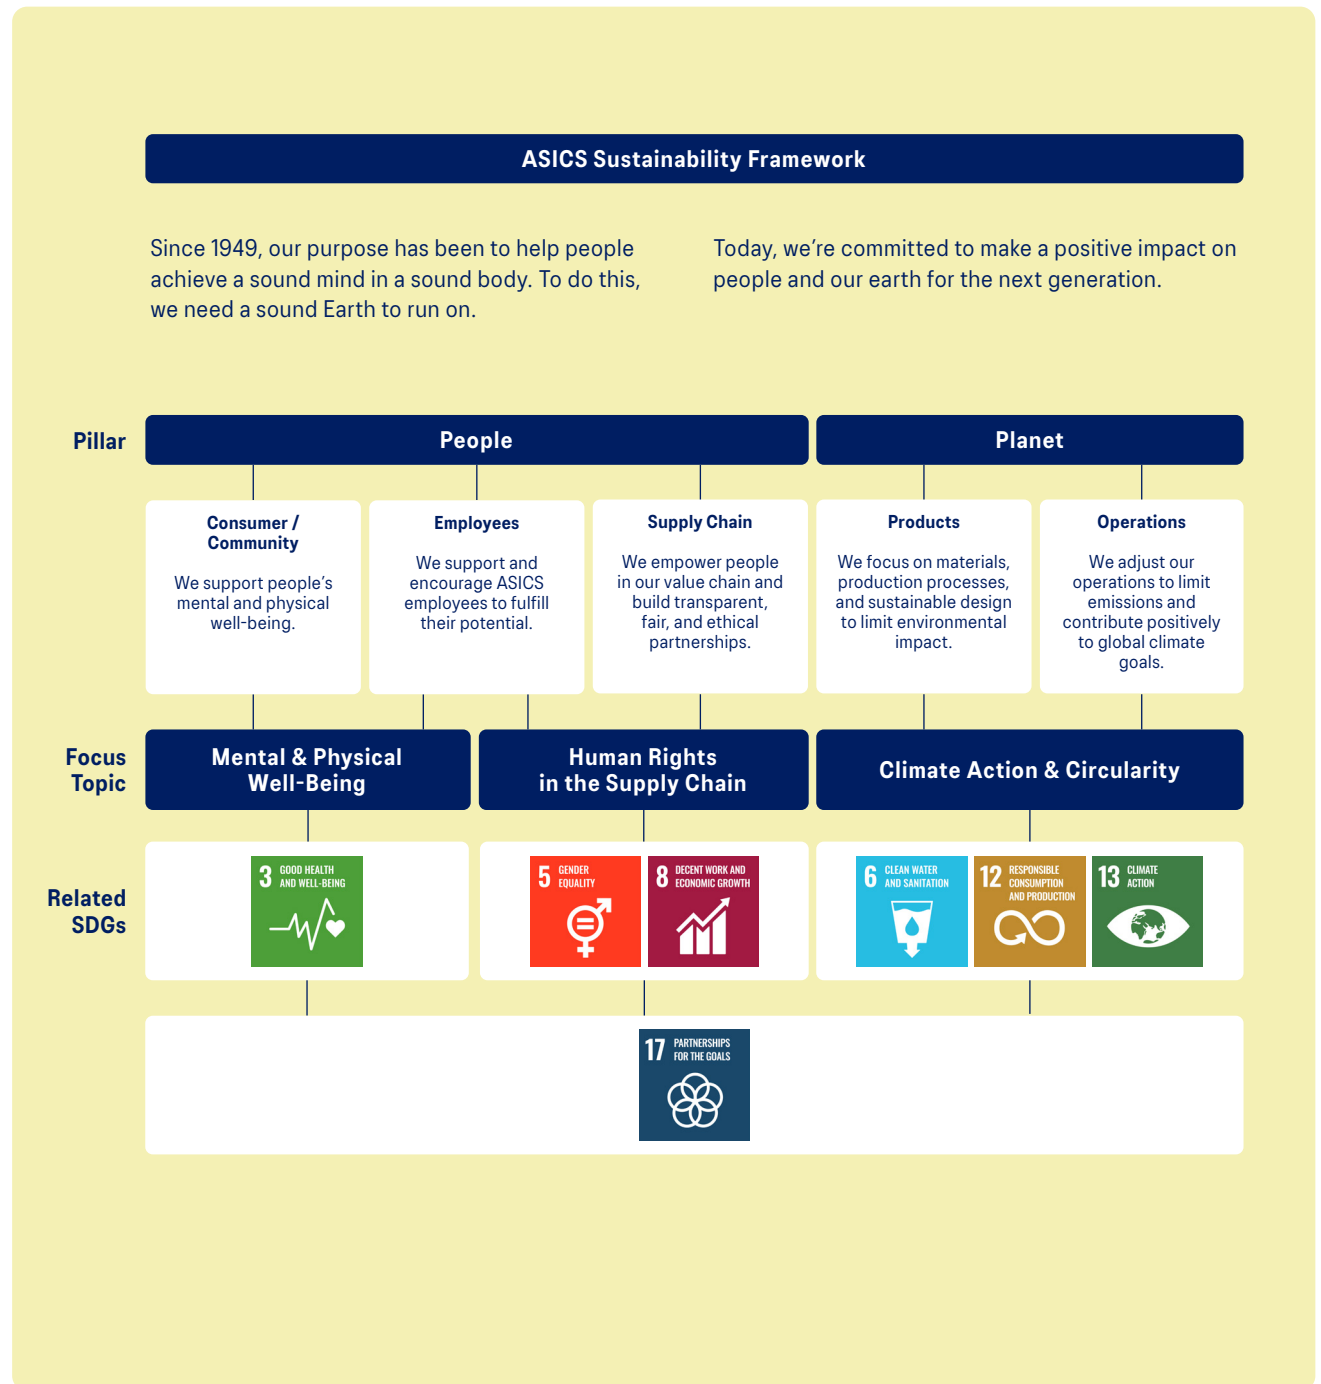 ASICS Sustainability Framework
Since 1949, our purpose has been to help people
achieve a sound mind in a sound body. To do this,
we need a sound Earth to run on.
Today, we’re committed to make a positive impact on
people and our earth for the next generation.
Pillar
People
Planet
Consumer /
Community
We support people’s
mental and physical
well-being.
Employees
We support and
encourage ASICS
employees to fulfill
their potential.
Supply Chain
We empower people
in our value chain and
build transparent,
fair, and ethical
partnerships.
Products
We focus on materials,
production processes,
and sustainable design
to limit environmental
impact.
Operations
We adjust our
operations to limit
emissions and
contribute positively
to global climate
goals.
Focus
Topic
Mental & Physical
Well-Being
Human Rights
in the Supply Chain
Climate Action & Circularity
Related
SDGs
3 GOOD HEALTH
AND WELL-BEING
5 GENDER
EQUALITY
8 DECENT WORK AND
ECONOMIC GROWTH
6 CLEAN WATER
AND SANITATION
12 RESPONSIBLE
CONSUMPTION
AND PRODUCTION
13 CLIMATE
ACTION
17 PARTNERSHIPS
FOR THE GOALS